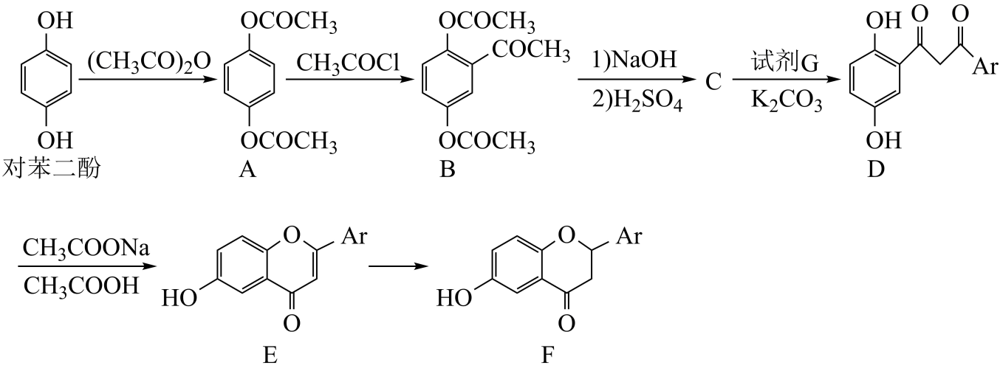 OH
OH
对苯二酚
(CH₃CO)₂O
OCOCH₃
OCOCH₃
A
CH₃COCl
OCOCH₃
COCH₃
OCOCH₃
B
1)NaOH
2)H₂SO₄
C
试剂G
K₂CO₃
OH
O
O
Ar
OH
D
CH₃COONa
CH₃COOH
O
Ar
HO
O
E
O
Ar
HO
O
F